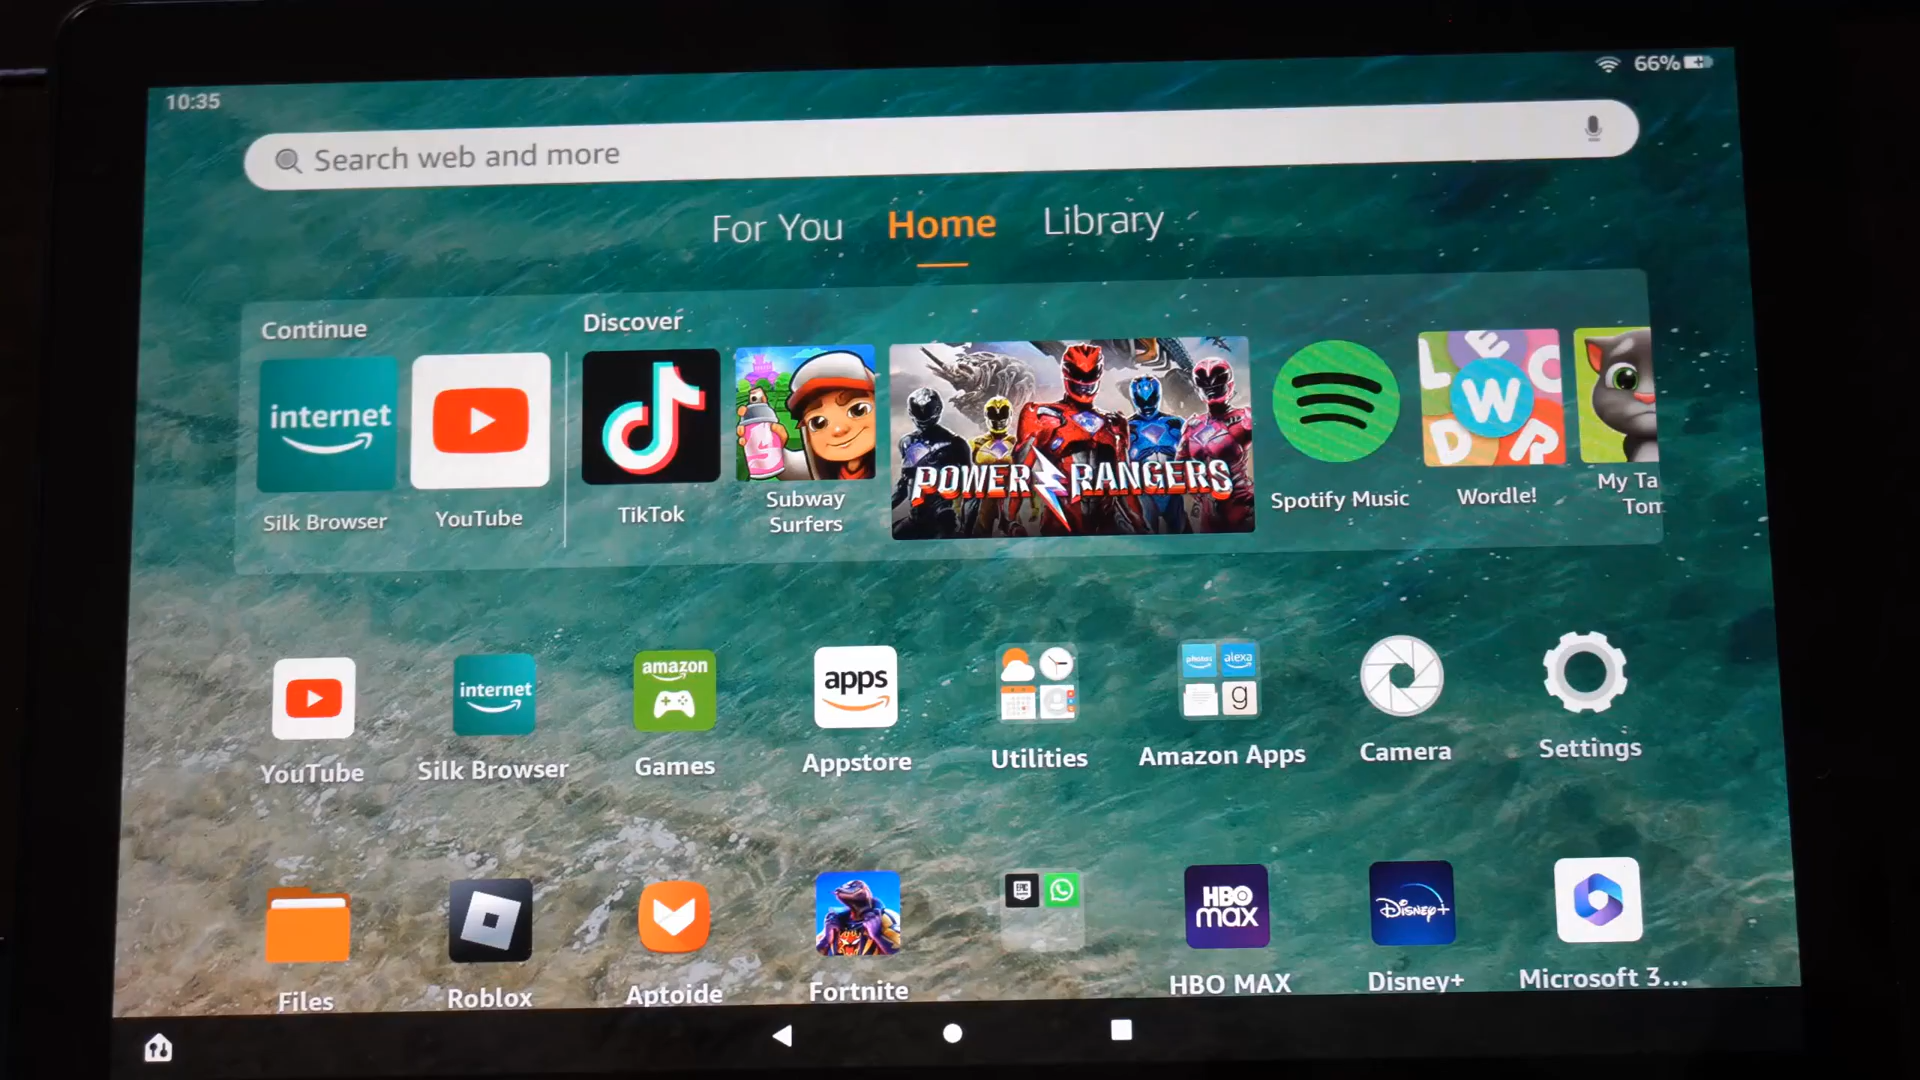 10:35
66%
Search web and more
For You
Home
Library
Continue
Discover
internet
Silk Browser
YouTube
TikTok
Subway
Surfers
POWER RANGERS
Spotify Music
L E C
W
D R
Wordle!
My Ta
Tom
YouTube
internet
Silk Browser
amazon
Games
apps
Appstore
Utilities
photos
alexa
g
Amazon Apps
Camera
Settings
Files
Roblox
Aptoide
Fortnite
EPIC
HBO
max
HBO MAX
Disney+
Disney+
Microsoft 3...